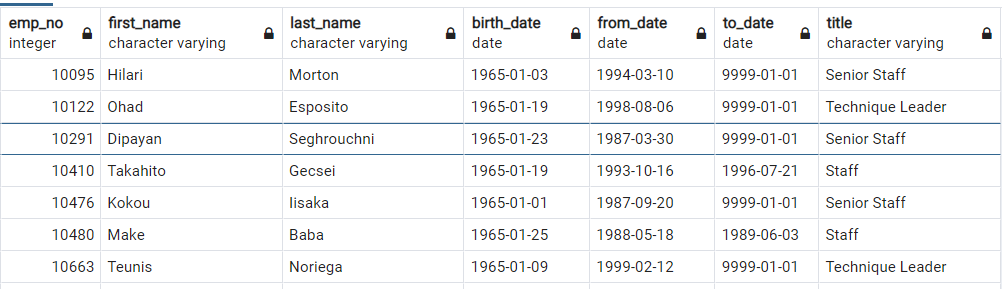 emp_no first_name last_name birth_date from_date to_date title
integer character varying character varying date date date character varying
10095 Hilari Morton 1965-01-03 1994-03-10 9999-01-01 Senior Staff
10122 Ohad Esposito 1965-01-19 1998-08-06 9999-01-01 Technique Leader
10291 Dipayan Seghrouchni 1965-01-23 1987-03-30 9999-01-01 Senior Staff
10410 Takahito Gecsei 1965-01-19 1993-10-16 1996-07-21 Staff
10476 Kokou Iisaka 1965-01-01 1987-09-20 9999-01-01 Senior Staff
10480 Make Baba 1965-01-25 1988-05-18 1989-06-03 Staff
10663 Teunis Noriega 1965-01-09 1999-02-12 9999-01-01 Technique Leader